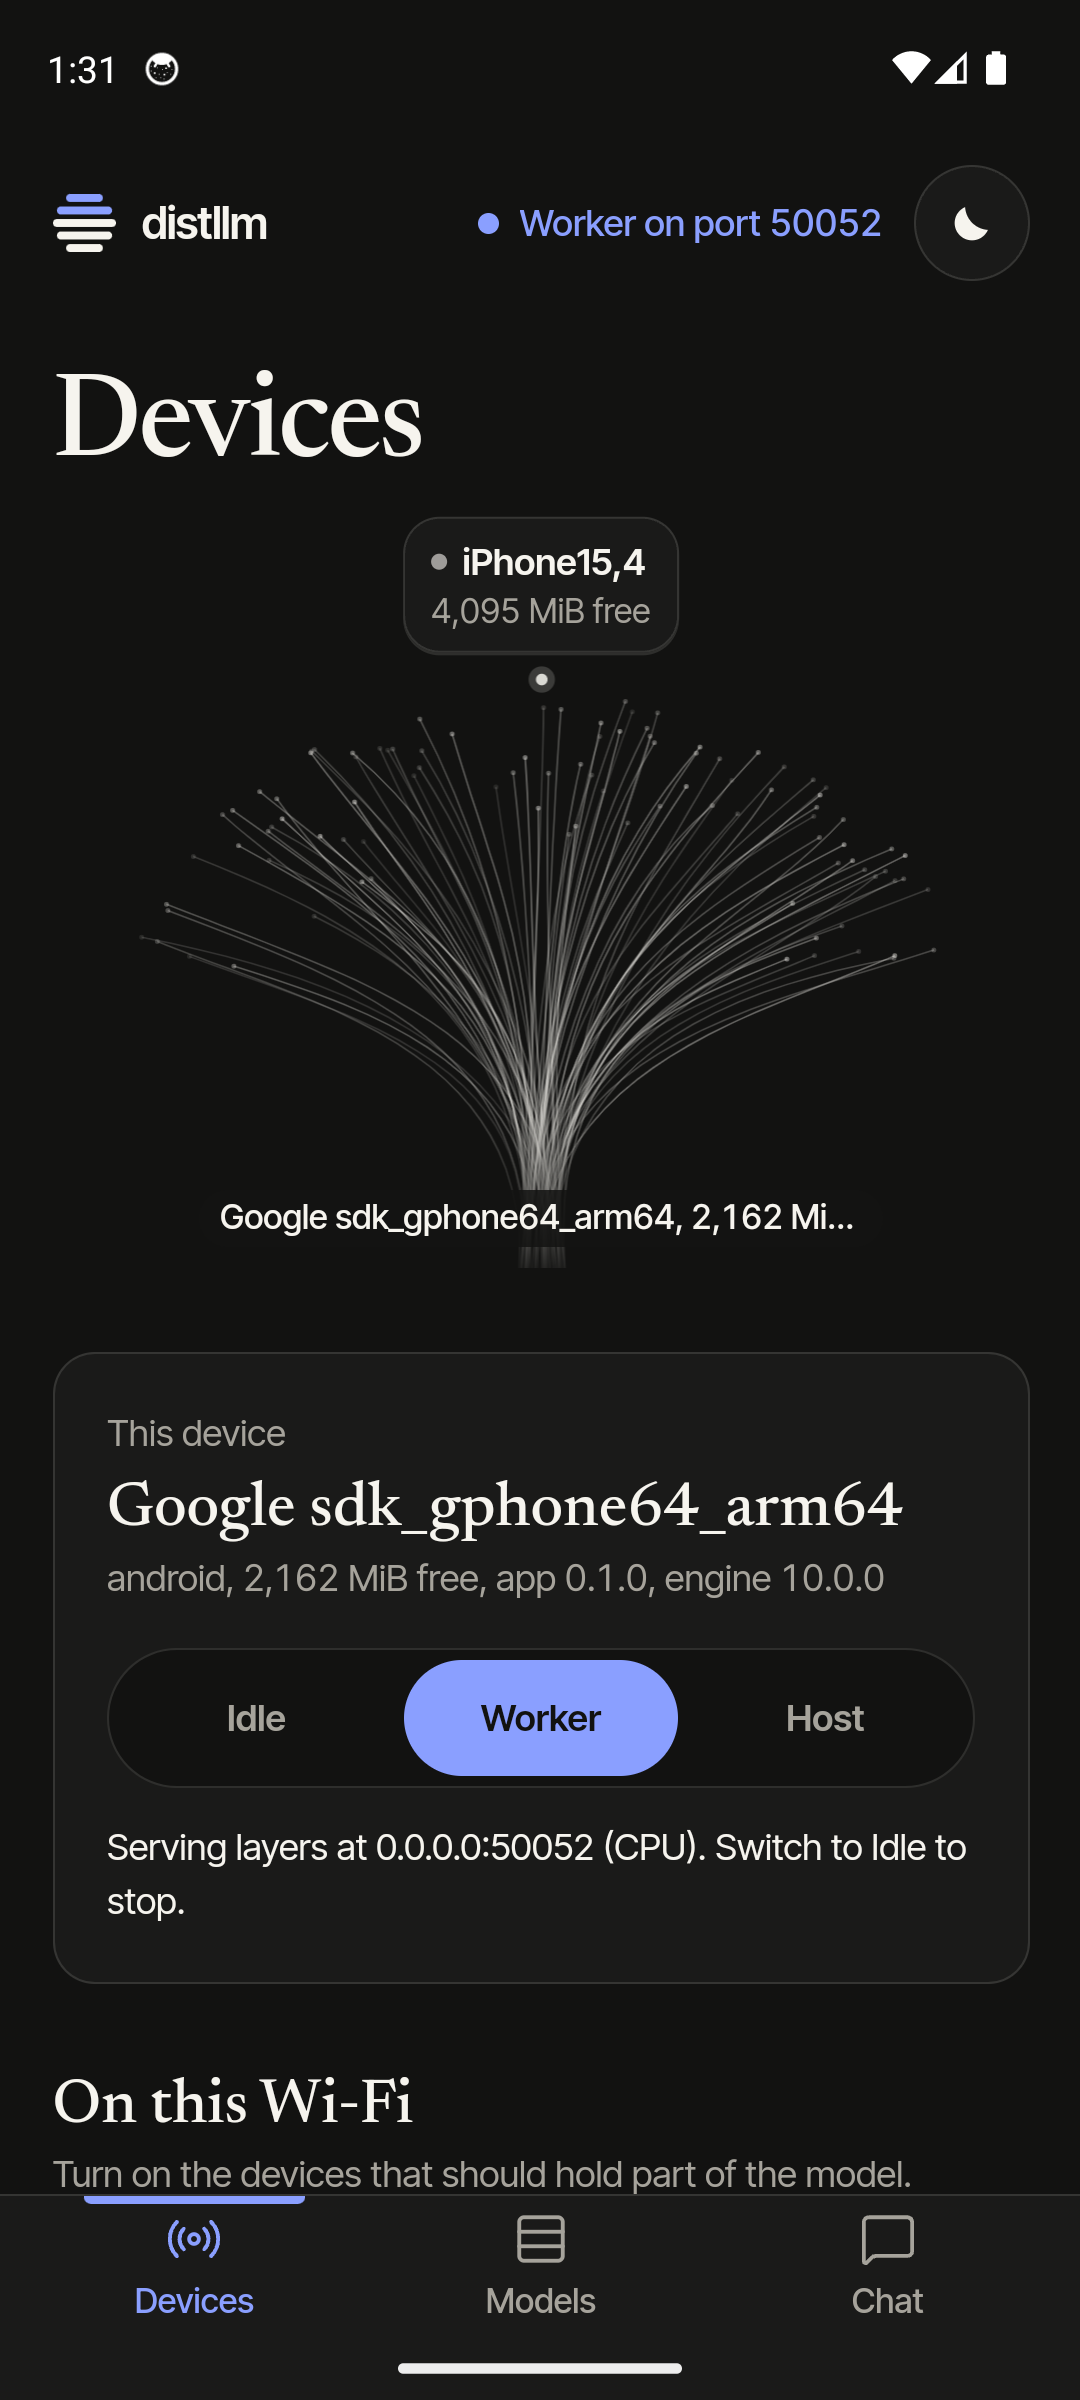 1:31
distllm
Worker on port 50052
Devices
iPhone15,4
4,095 MiB free
Google sdk_gphone64_arm64, 2,162 Mi...
This device
Google sdk_gphone64_arm64
android, 2,162 MiB free, app 0.1.0, engine 10.0.0
Idle
Worker
Host
Serving layers at 0.0.0.0:50052 (CPU). Switch to Idle to
stop.
On this Wi-Fi
Turn on the devices that should hold part of the model.
Devices
Models
Chat